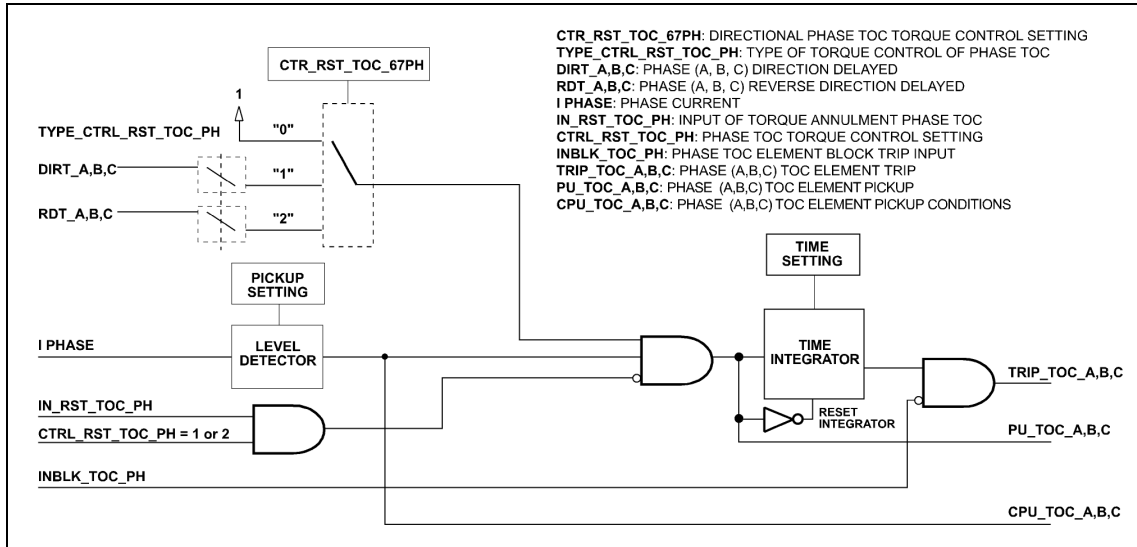 CTR_RST_TOC_67PH: DIRECTIONAL PHASE TOC TORQUE CONTROL SETTING
TYPE_CTRL_RST_TOC_PH: TYPE OF TORQUE CONTROL OF PHASE TOC
DIRT_A,B,C: PHASE (A, B, C) DIRECTION DELAYED
RDT_A,B,C: PHASE (A, B, C) REVERSE DIRECTION DELAYED
I PHASE: PHASE CURRENT
IN_RST_TOC_PH: INPUT OF TORQUE ANNULMENT PHASE TOC
CTRL_RST_TOC_PH: PHASE TOC TORQUE CONTROL SETTING
INBLK_TOC_PH: PHASE TOC ELEMENT BLOCK TRIP INPUT
TRIP_TOC_A,B,C: PHASE (A,B,C) TOC ELEMENT TRIP
PU_TOC_A,B,C: PHASE (A,B,C) TOC ELEMENT PICKUP
CPU_TOC_A,B,C: PHASE (A,B,C) TOC ELEMENT PICKUP CONDITIONS
CTR_RST_TOC_67PH
1
TYPE_CTRL_RST_TOC_PH
"0"
DIRT_A,B,C
"1"
RDT_A,B,C
"2"
PICKUP
SETTING
TIME
SETTING
I PHASE
LEVEL
DETECTOR
TIME
INTEGRATOR
TRIP_TOC_A,B,C
IN_RST_TOC_PH
RESET
INTEGRATOR
CTRL_RST_TOC_PH = 1 or 2
PU_TOC_A,B,C
INBLK_TOC_PH
CPU_TOC_A,B,C